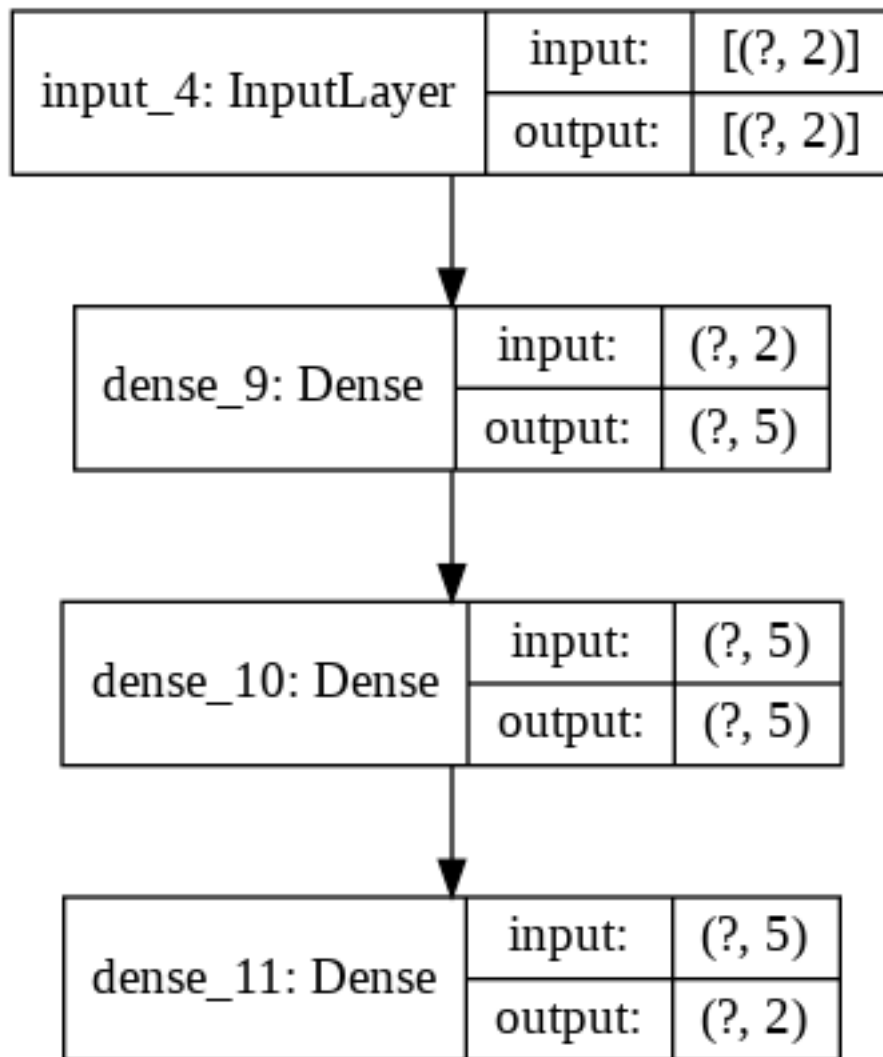 input_4: InputLayer
input: [(?, 2)]
output: [(?, 2)]
dense_9: Dense
input: (?, 2)
output: (?, 5)
dense_10: Dense
input: (?, 5)
output: (?, 5)
dense_11: Dense
input: (?, 5)
output: (?, 2)